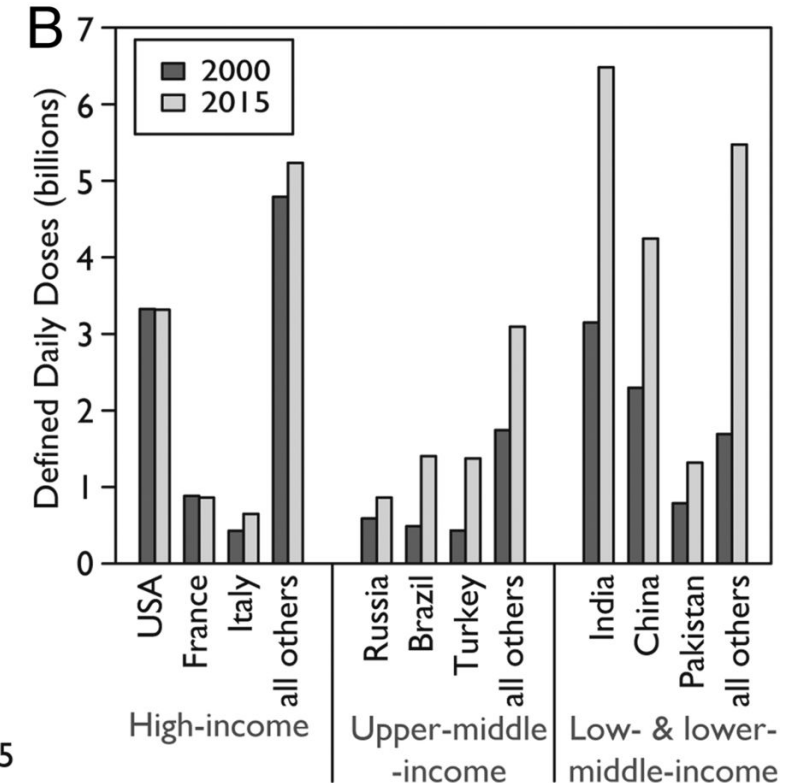 B
7
6
5
4
3
2
1
0
Defined Daily Doses (billions)
2000
2015
USA
France
Italy
all others
Russia
Brazil
Turkey
all others
India
China
Pakistan
all others
High-income
Upper-middle
-income
Low- & lower-
middle-income
5